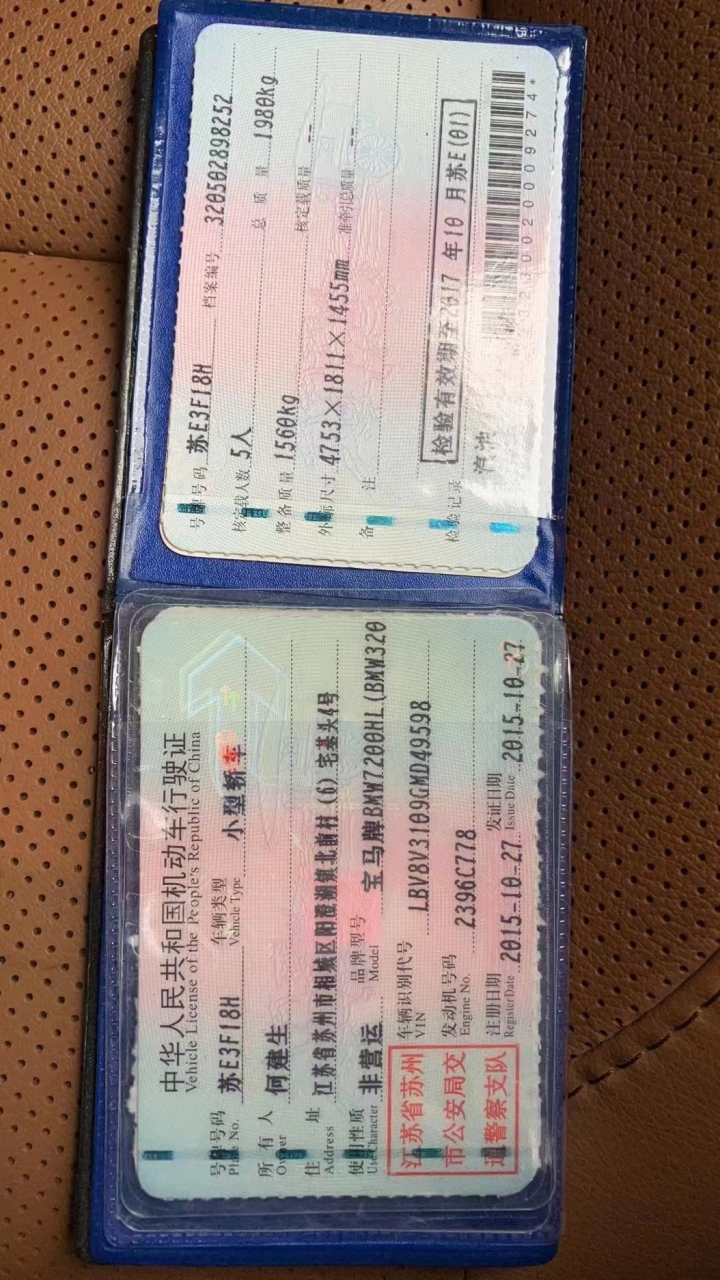 中华人民共和国机动车行驶证
Vehicle License of the People's Republic of China
号牌号码 Plate No. 苏E3F18H 车辆类型 Vehicle Type 小型轿车
所有人 Owner 何建生
住址 Address 江苏省苏州市相城区阳澄湖镇北前村(6)宅基头4号
使用性质 Use Character 非营运 品牌型号 Model 宝马牌BMW7200HL(BMW320
江苏省苏州
市公安局交
通警察支队
车辆识别代号 VIN LBV8V3109GMD49598
发动机号码 Engine No. 2396C778
注册日期 Register Date 2015-10-27 发证日期 Issue Date 2015-10-27
号牌号码 苏E3F18H 档案编号 320502898252
核定载人数 5人 总质量 1980kg
整备质量 1560kg 核定载质量 --
外廓尺寸 4753×1811×1455mm 准牵引总质量 --
备注
检验有效期至2017年10月苏E(01)
检验记录 汽油